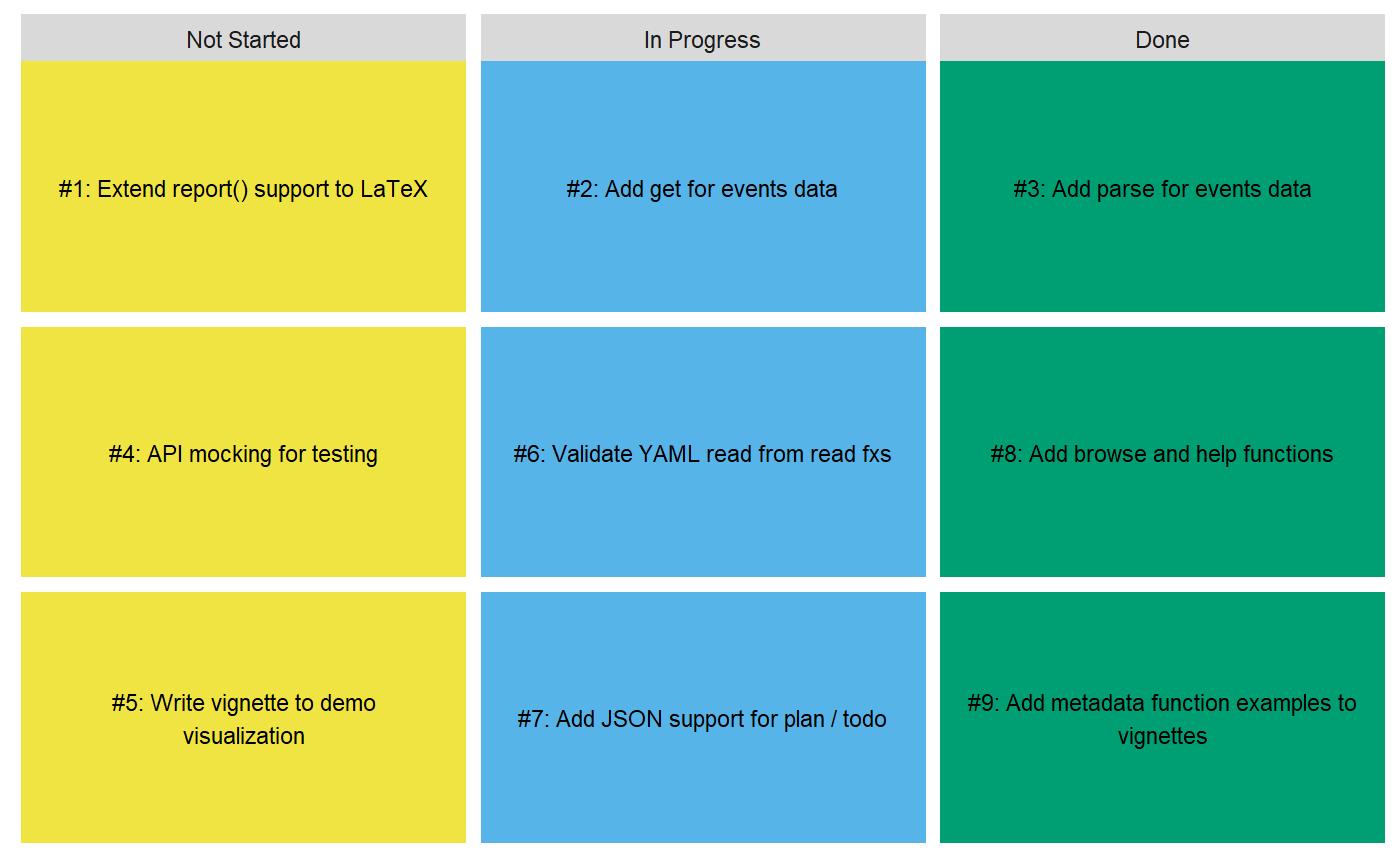 Not Started
In Progress
Done
#1: Extend report() support to LaTeX
#2: Add get for events data
#3: Add parse for events data
#4: API mocking for testing
#6: Validate YAML read from read fxs
#8: Add browse and help functions
#5: Write vignette to demo
visualization
#7: Add JSON support for plan / todo
#9: Add metadata function examples to
vignettes